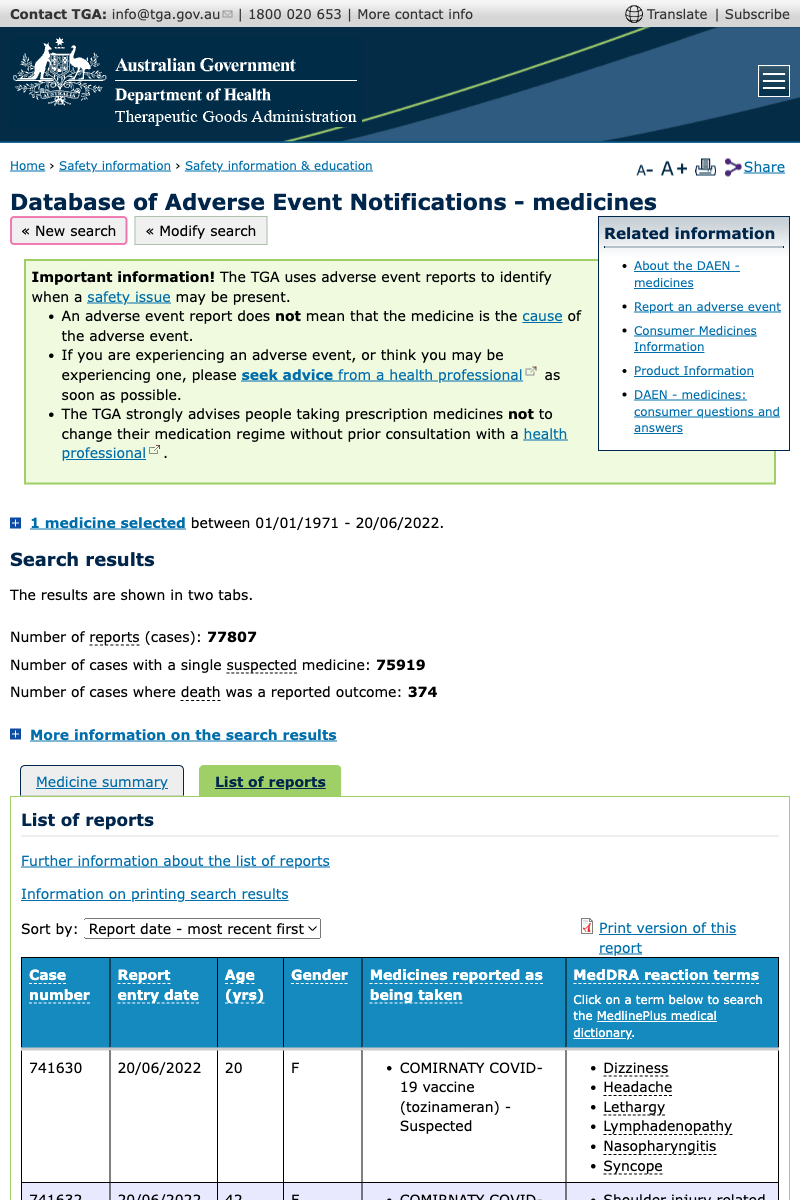 Contact TGA: info@tga.gov.au | 1800 020 653 | More contact info
Translate | Subscribe
Australian Government
Department of Health
Therapeutic Goods Administration
Home › Safety information › Safety information & education
A- A+ Share
Database of Adverse Event Notifications - medicines
« New search
« Modify search
Important information! The TGA uses adverse event reports to identify
when a safety issue may be present.
• An adverse event report does not mean that the medicine is the cause of
the adverse event.
• If you are experiencing an adverse event, or think you may be
experiencing one, please seek advice from a health professional as
soon as possible.
• The TGA strongly advises people taking prescription medicines not to
change their medication regime without prior consultation with a health
professional.
Related information
• About the DAEN -
medicines
• Report an adverse event
• Consumer Medicines
Information
• Product Information
• DAEN - medicines:
consumer questions and
answers
1 medicine selected between 01/01/1971 - 20/06/2022.
Search results
The results are shown in two tabs.
Number of reports (cases): 77807
Number of cases with a single suspected medicine: 75919
Number of cases where death was a reported outcome: 374
More information on the search results
Medicine summary
List of reports
List of reports
Further information about the list of reports
Information on printing search results
Sort by: Report date - most recent first
Print version of this
report
Case
number
Report
entry date
Age
(yrs)
Gender
Medicines reported as
being taken
MedDRA reaction terms
Click on a term below to search
the MedlinePlus medical
dictionary.
741630
20/06/2022
20
F
• COMIRNATY COVID-
19 vaccine
(tozinameran) -
Suspected
• Dizziness
• Headache
• Lethargy
• Lymphadenopathy
• Nasopharyngitis
• Syncope
741632
20/06/2022
42
F
• COMIRNATY COVID-
• Shoulder injury related